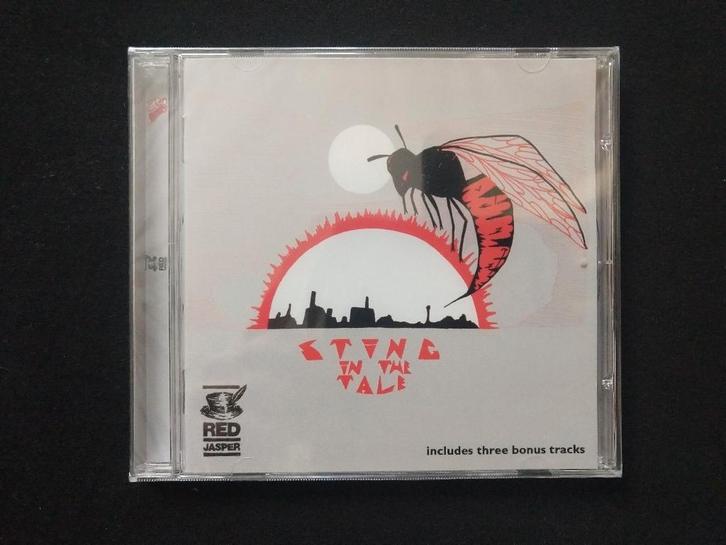 STING
IN THE
TALE
RED
JASPER
includes three bonus tracks